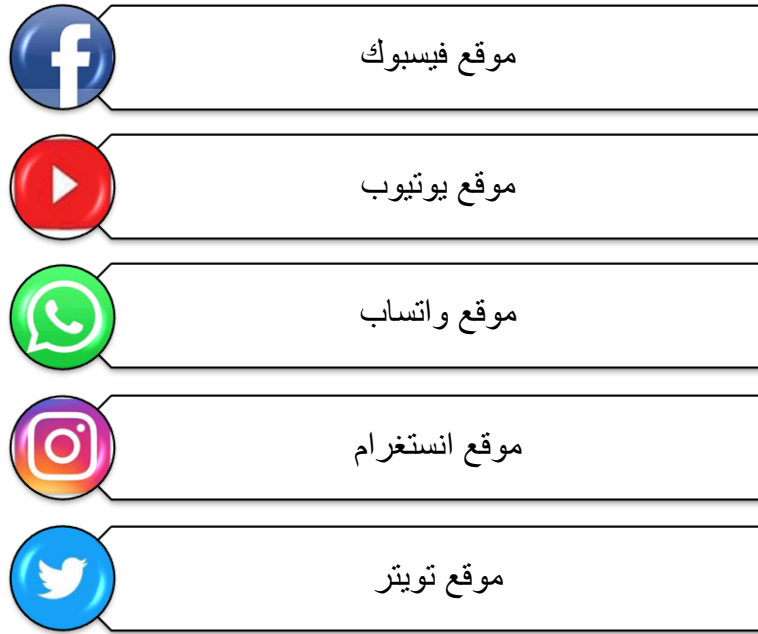 موقع فيسبوك
موقع يوتيوب
موقع واتساب
موقع انستغرام
موقع تويتر